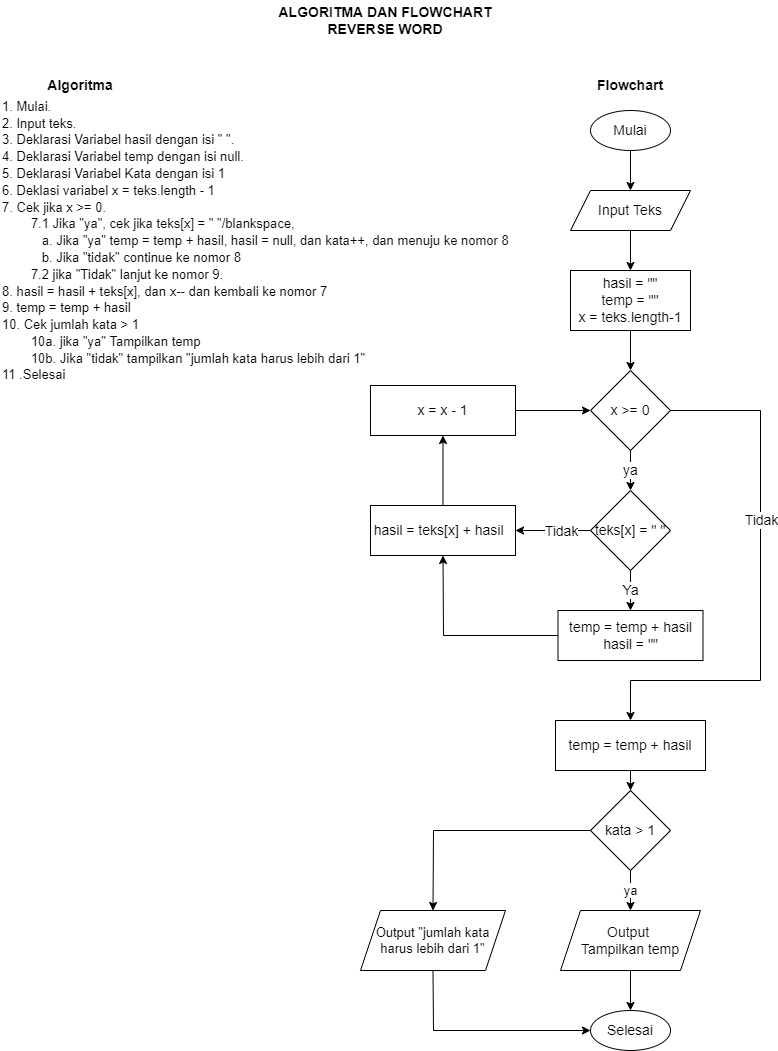 ALGORITMA DAN FLOWCHART
REVERSE WORD
Algoritma
1. Mulai.
2. Input teks.
3. Deklarasi Variabel hasil dengan isi " ".
4. Deklarasi Variabel temp dengan isi null.
5. Deklarasi Variabel Kata dengan isi 1
6. Deklasi variabel x = teks.length - 1
7. Cek jika x >= 0.
7.1 Jika "ya", cek jika teks[x] = " "/blankspace,
a. Jika "ya" temp = temp + hasil, hasil = null, dan kata++, dan menuju ke nomor 8
b. Jika "tidak" continue ke nomor 8
7.2 jika "Tidak" lanjut ke nomor 9.
8. hasil = hasil + teks[x], dan x-- dan kembali ke nomor 7
9. temp = temp + hasil
10. Cek jumlah kata > 1
10a. jika "ya" Tampilkan temp
10b. Jika "tidak" tampilkan "jumlah kata harus lebih dari 1"
11 .Selesai
Flowchart
Mulai
Input Teks
hasil = ""
temp = ""
x = teks.length-1
x = x - 1
x >= 0
ya
Tidak
hasil = teks[x] + hasil
Tidak
teks[x] = " "
Ya
temp = temp + hasil
hasil = ""
temp = temp + hasil
kata > 1
ya
Output "jumlah kata
harus lebih dari 1"
Output
Tampilkan temp
Selesai